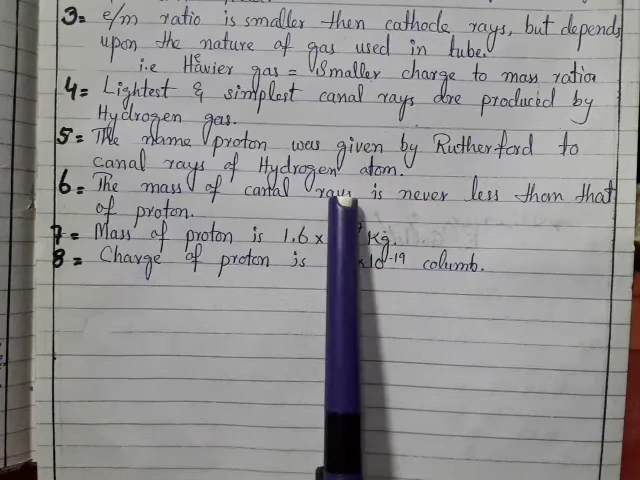 3= e/m ratio is smaller then cathode rays, but depends
upon the nature of gas used in tube.
i.e Heavier gas = Smaller charge to mass ratio
4= Lightest & simplest canal rays are produced by
Hydrogen gas.
5= The name proton was given by Rutherford to
canal rays of Hydrogen atom.
6= The mass of canal rays is never less than that
of proton.
7= Mass of proton is 1.6 x 7 Kg.
8= Charge of proton is x10-19 columb.